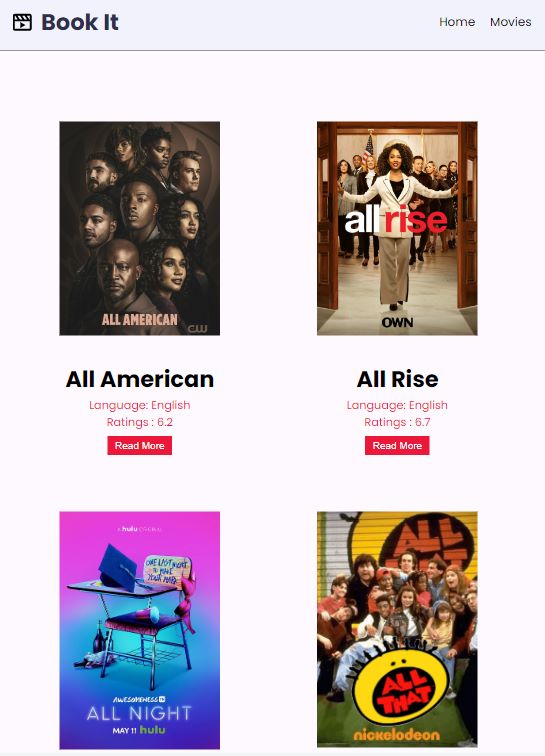 Book It
Home Movies
ALL AMERICAN
CW
all rise
OWN
All American
Language: English
Ratings : 6.2
Read More
All Rise
Language: English
Ratings : 6.7
Read More
hulu ORIGINAL
ONE LAST NIGHT
TO MAKE
YOUR MARK
AWESOMENESS TV
ALL NIGHT
MAY 11 hulu
ALL
ALL
THAT
nickelodeon